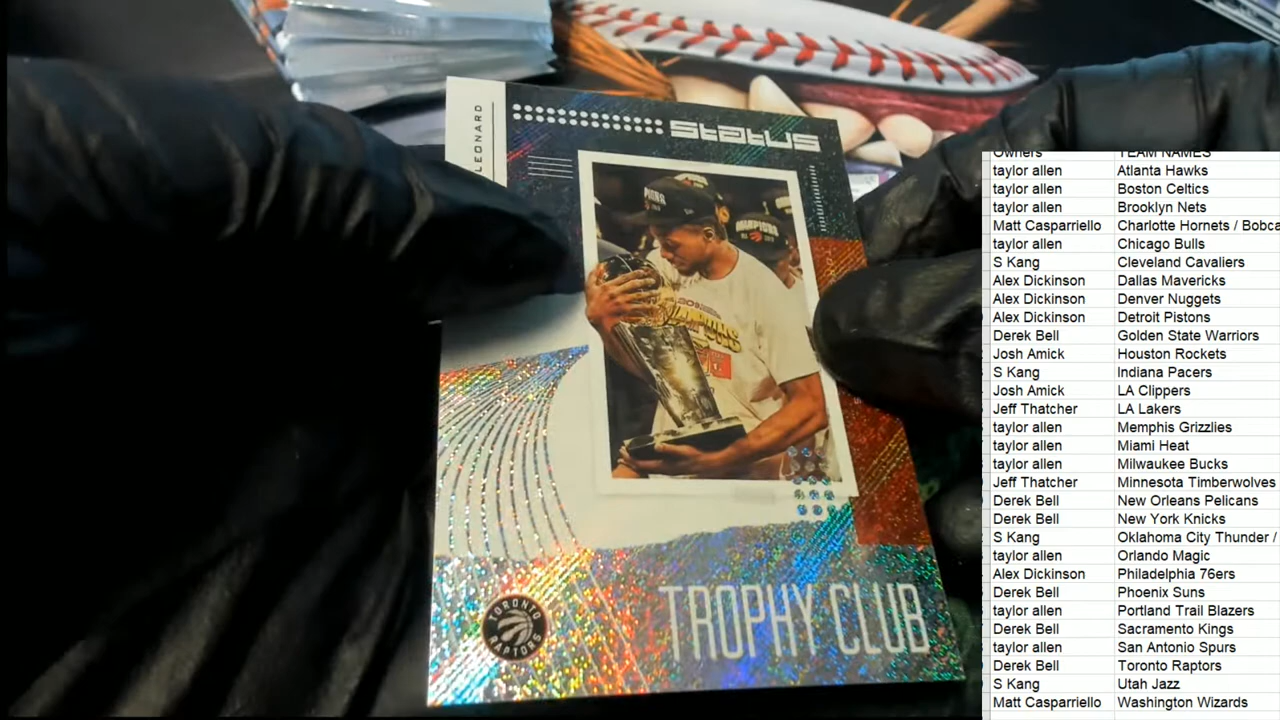 LEONARD
status
TROPHY CLUB
TORONTO
RAPTORS
Owners TEAM NAMES
taylor allen Atlanta Hawks
taylor allen Boston Celtics
taylor allen Brooklyn Nets
Matt Casparriello Charlotte Hornets / Bobca
taylor allen Chicago Bulls
S Kang Cleveland Cavaliers
Alex Dickinson Dallas Mavericks
Alex Dickinson Denver Nuggets
Alex Dickinson Detroit Pistons
Derek Bell Golden State Warriors
Josh Amick Houston Rockets
S Kang Indiana Pacers
Josh Amick LA Clippers
Jeff Thatcher LA Lakers
taylor allen Memphis Grizzlies
taylor allen Miami Heat
taylor allen Milwaukee Bucks
Jeff Thatcher Minnesota Timberwolves
Derek Bell New Orleans Pelicans
Derek Bell New York Knicks
S Kang Oklahoma City Thunder /
taylor allen Orlando Magic
Alex Dickinson Philadelphia 76ers
Derek Bell Phoenix Suns
taylor allen Portland Trail Blazers
Derek Bell Sacramento Kings
taylor allen San Antonio Spurs
Derek Bell Toronto Raptors
S Kang Utah Jazz
Matt Casparriello Washington Wizards